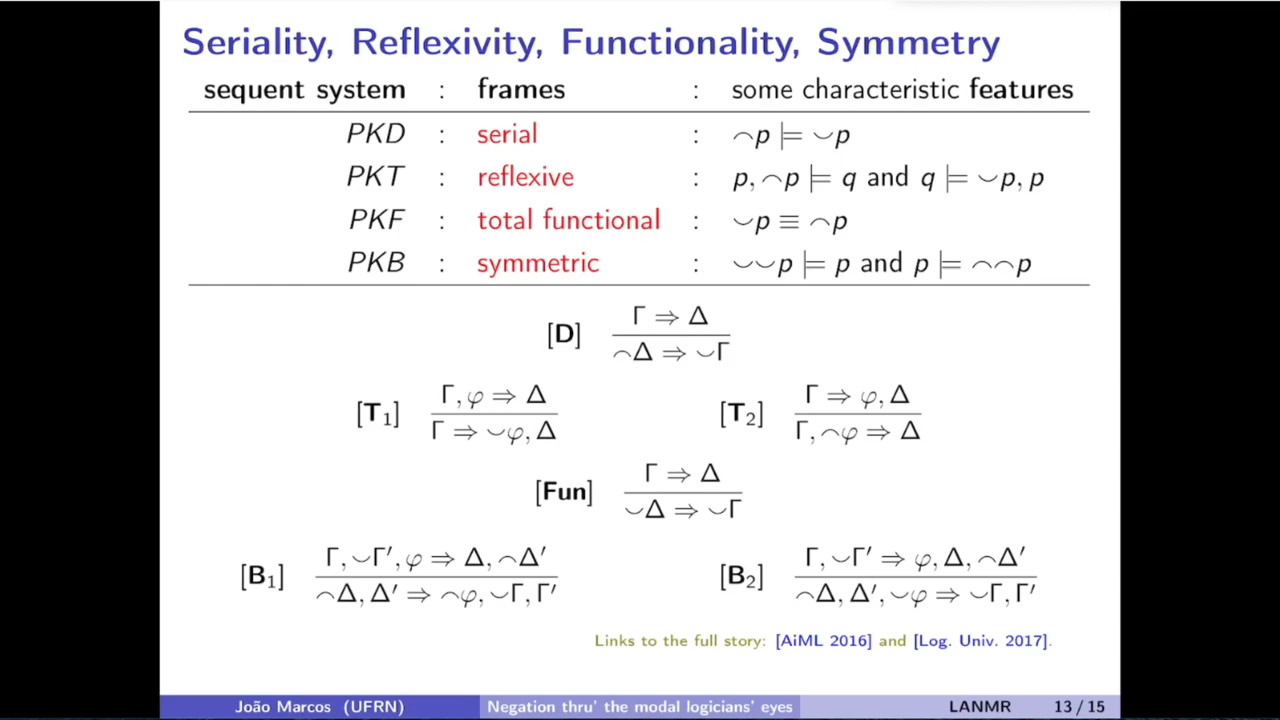 Seriality, Reflexivity, Functionality, Symmetry
sequent system : frames : some characteristic features
PKD : serial : ⌢p ⊨ ⌣p
PKT : reflexive : p, ⌢p ⊨ q and q ⊨ ⌣p, p
PKF : total functional : ⌣p ≡ ⌢p
PKB : symmetric : ⌣⌣p ⊨ p and p ⊨ ⌢⌢p
Γ ⇒ Δ
[D]
⌢Δ ⇒ ⌣Γ
Γ, φ ⇒ Δ
[T₁]
Γ ⇒ ⌣φ, Δ
Γ ⇒ φ, Δ
[T₂]
Γ, ⌢φ ⇒ Δ
Γ ⇒ Δ
[Fun]
⌣Δ ⇒ ⌣Γ
Γ, ⌣Γ′, φ ⇒ Δ, ⌢Δ′
[B₁]
⌢Δ, Δ′ ⇒ ⌢φ, ⌣Γ, Γ′
Γ, ⌣Γ′ ⇒ φ, Δ, ⌢Δ′
[B₂]
⌢Δ, Δ′, ⌣φ ⇒ ⌣Γ, Γ′
Links to the full story: [AiML 2016] and [Log. Univ. 2017].
João Marcos (UFRN) Negation thru' the modal logicians' eyes LANMR 13 / 15